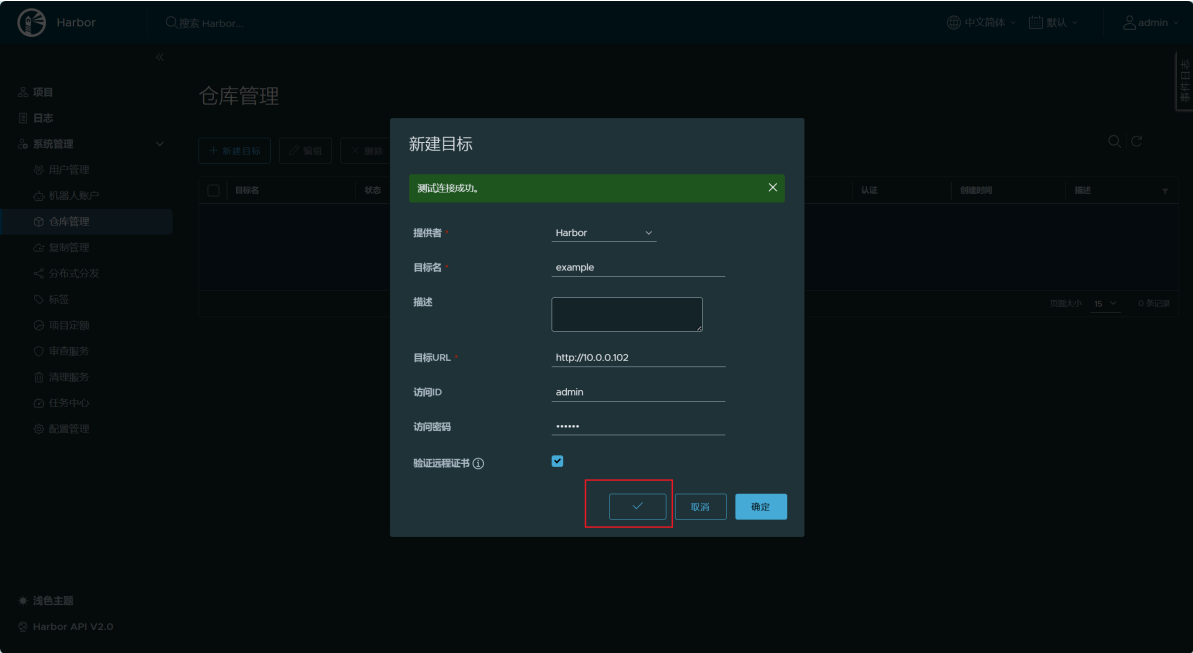 Harbor
搜索 Harbor...
中文简体
默认
admin
事件日志
项目
日志
系统管理
用户管理
机器人账户
仓库管理
复制管理
分布式分发
标签
项目定额
审查服务
清理服务
任务中心
配置管理
浅色主题
Harbor API V2.0
仓库管理
+ 新建目标
编辑
× 删除
目标名
状态
认证
创建时间
描述
页面大小
15
0 条记录
新建目标
测试连接成功。
提供者 *
Harbor
目标名 *
example
描述
目标URL *
http://10.0.0.102
访问ID
admin
访问密码
••••••
验证远程证书
取消
确定